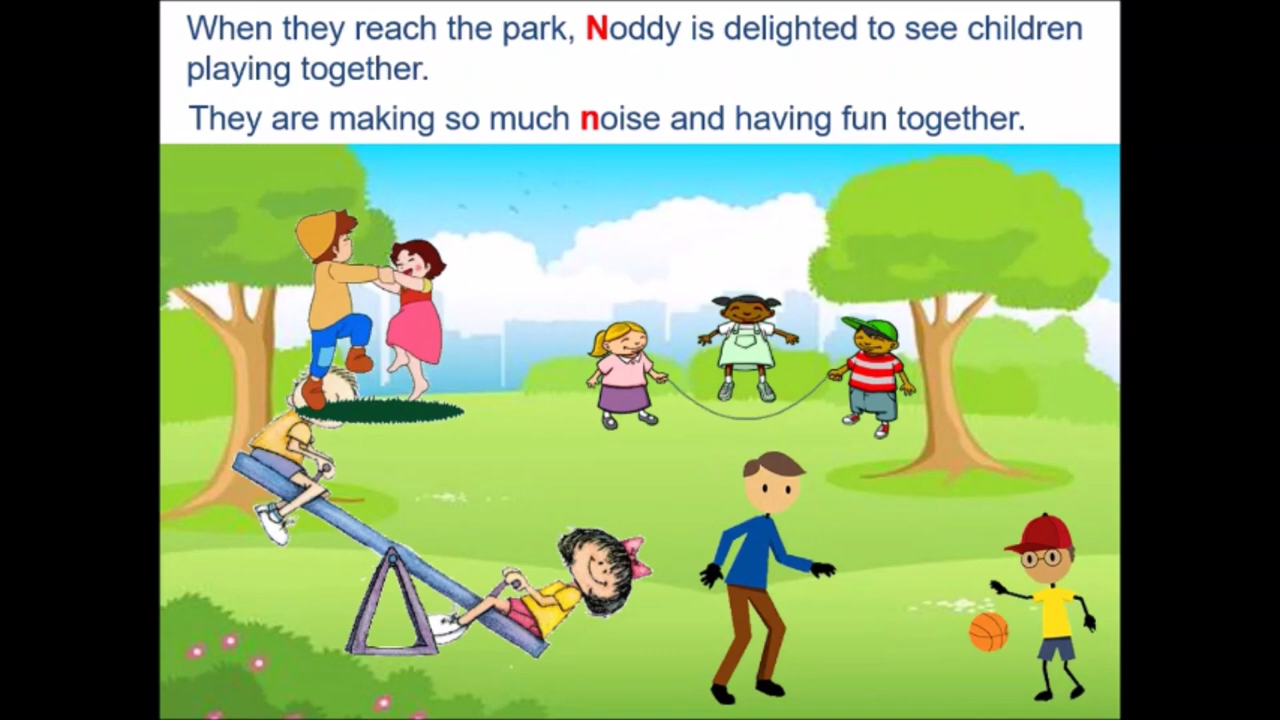 When they reach the park, Noddy is delighted to see children
playing together.
They are making so much noise and having fun together.